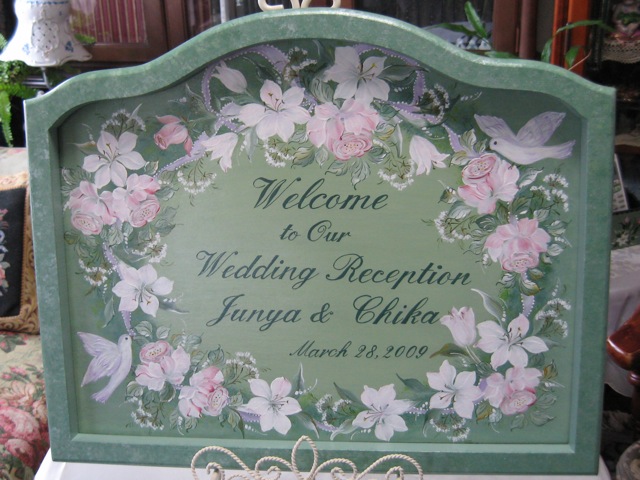 Welcome
to Our
Wedding Reception
Junya & Chika
March 28, 2009